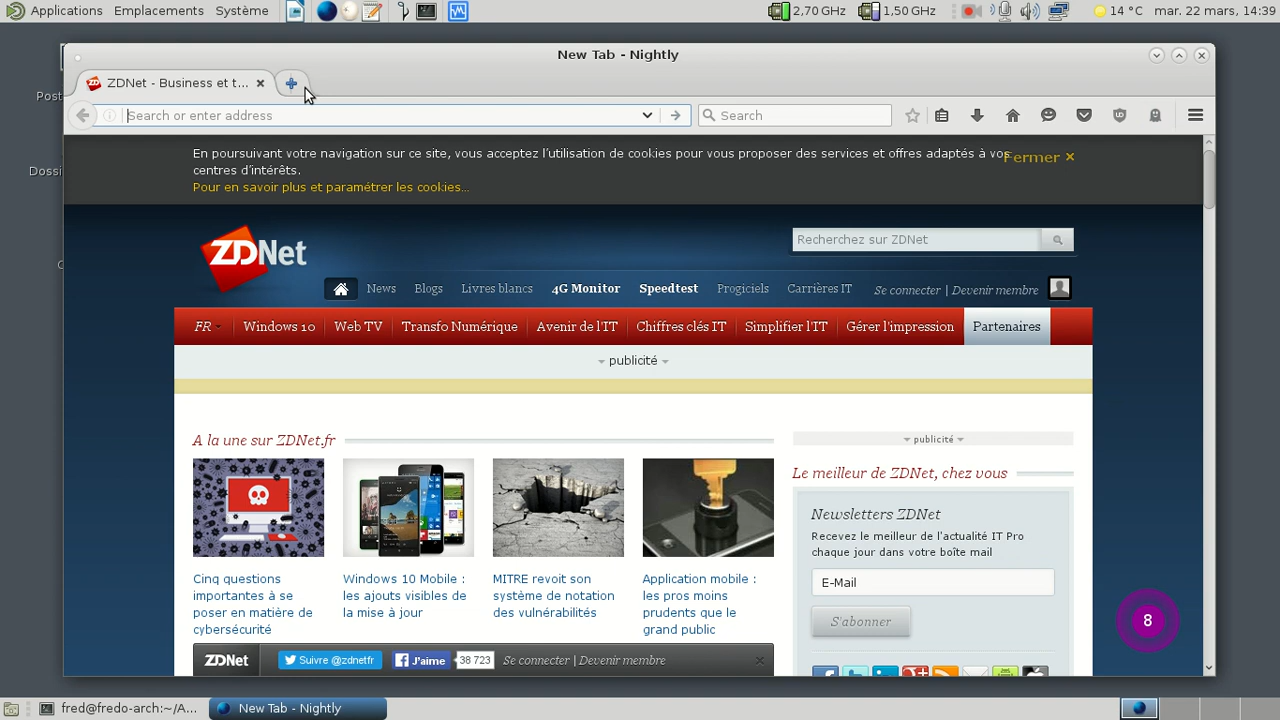 Applications Emplacements Système 2,70 GHz 1,50 GHz 14 °C mar. 22 mars, 14:39
New Tab - Nightly
ZDNet - Business et t...
Search or enter address Search
Post
Dossi
En poursuivant votre navigation sur ce site, vous acceptez l'utilisation de cookies pour vous proposer des services et offres adaptés à vos
centres d'intérêts.
Fermer ×
Pour en savoir plus et paramétrer les cookies...
ZDNet
Recherchez sur ZDNet
News Blogs Livres blancs 4G Monitor Speedtest Progiciels Carrières IT Se connecter | Devenir membre
FR Windows 10 Web TV Transfo Numérique Avenir de l'IT Chiffres clés IT Simplifier l'IT Gérer l'impression Partenaires
publicité
A la une sur ZDNet.fr
publicité
Le meilleur de ZDNet, chez vous
Newsletters ZDNet
Recevez le meilleur de l'actualité IT Pro
chaque jour dans votre boîte mail
E-Mail
S'abonner
Cinq questions
importantes à se
poser en matière de
cybersécurité
Windows 10 Mobile :
les ajouts visibles de
la mise à jour
MITRE revoit son
système de notation
des vulnérabilités
Application mobile :
les pros moins
prudents que le
grand public
8
ZDNet Suivre @zdnetfr J'aime 38 723 Se connecter | Devenir membre
fred@fredo-arch:~/A... New Tab - Nightly